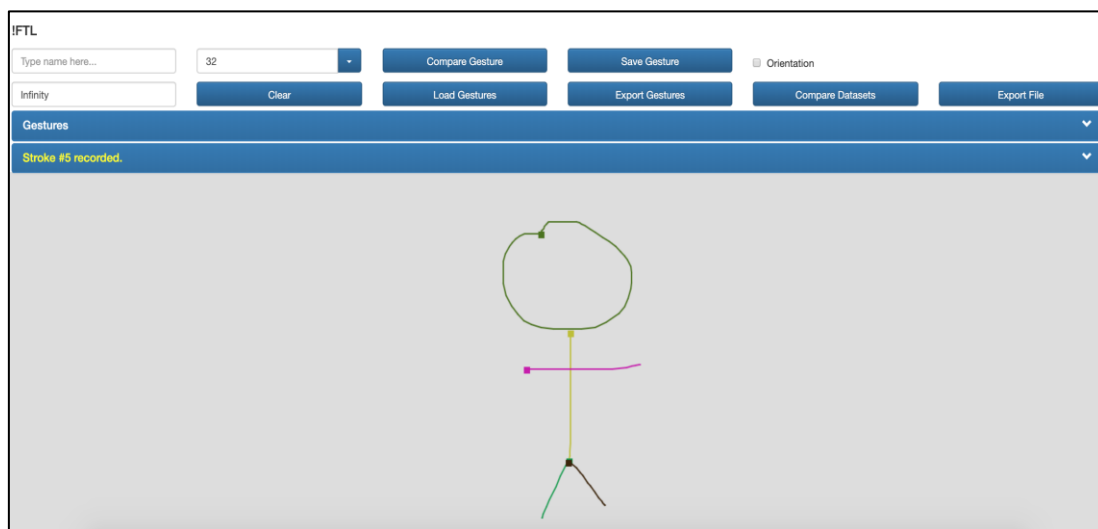 !FTL
Type name here... 32 Compare Gesture Save Gesture Orientation
Infinity Clear Load Gestures Export Gestures Compare Datasets Export File
Gestures
Stroke #5 recorded.